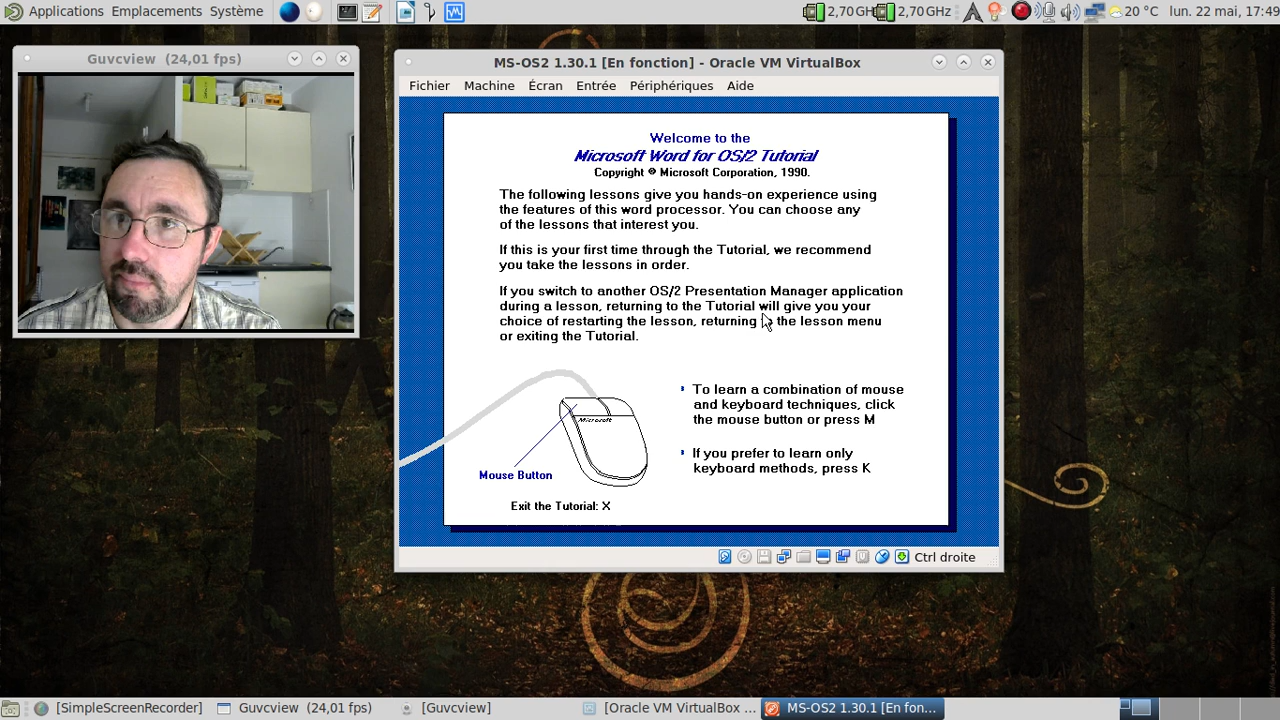 Applications Emplacements Système 2,70 GHz 2,70 GHz 20 °C lun. 22 mai, 17:49
Guvcview (24,01 fps)
MS-OS2 1.30.1 [En fonction] - Oracle VM VirtualBox
Fichier Machine Écran Entrée Périphériques Aide
Welcome to the
Microsoft Word for OS/2 Tutorial
Copyright © Microsoft Corporation, 1990.
The following lessons give you hands-on experience using
the features of this word processor. You can choose any
of the lessons that interest you.
If this is your first time through the Tutorial, we recommend
you take the lessons in order.
If you switch to another OS/2 Presentation Manager application
during a lesson, returning to the Tutorial will give you your
choice of restarting the lesson, returning to the lesson menu
or exiting the Tutorial.
Microsoft
Mouse Button
To learn a combination of mouse
and keyboard techniques, click
the mouse button or press M
If you prefer to learn only
keyboard methods, press K
Exit the Tutorial: X
Ctrl droite
[SimpleScreenRecorder] Guvcview (24,01 fps) [Guvcview] [Oracle VM VirtualBox ... MS-OS2 1.30.1 [En fon...